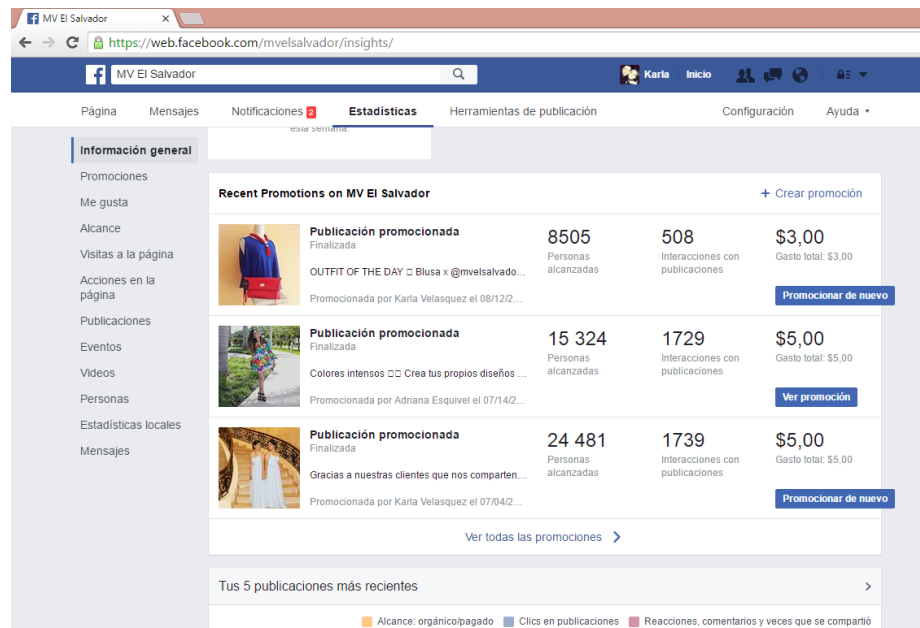 MV El Salvador
https://web.facebook.com/mvelsalvador/insights/
MV El Salvador
Karla Inicio
Página Mensajes Notificaciones 2 Estadísticas Herramientas de publicación Configuración Ayuda
esta semana.
Información general
Promociones
Me gusta
Alcance
Visitas a la página
Acciones en la
página
Publicaciones
Eventos
Videos
Personas
Estadísticas locales
Mensajes
Recent Promotions on MV El Salvador
+ Crear promoción
Publicación promocionada
Finalizada
OUTFIT OF THE DAY □ Blusa x @mvelsalvado...
Promocionada por Karla Velasquez el 08/12/2...
8505
Personas
alcanzadas
508
Interacciones con
publicaciones
$3,00
Gasto total: $3,00
Promocionar de nuevo
Publicación promocionada
Finalizada
Colores intensos □□ Crea tus propios diseños ...
Promocionada por Adriana Esquivel el 07/14/2...
15 324
Personas
alcanzadas
1729
Interacciones con
publicaciones
$5,00
Gasto total: $5,00
Ver promoción
Publicación promocionada
Finalizada
Gracias a nuestras clientes que nos comparten...
Promocionada por Karla Velasquez el 07/04/2...
24 481
Personas
alcanzadas
1739
Interacciones con
publicaciones
$5,00
Gasto total: $5,00
Promocionar de nuevo
Ver todas las promociones
Tus 5 publicaciones más recientes
Alcance: orgánico/pagado Clics en publicaciones Reacciones, comentarios y veces que se compartió